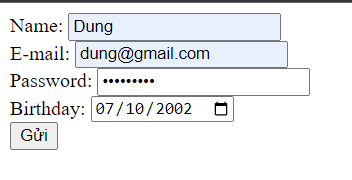 Name: Dung
E-mail: dung@gmail.com
Password: •••••••••
Birthday: 07/10/2002
Gửi